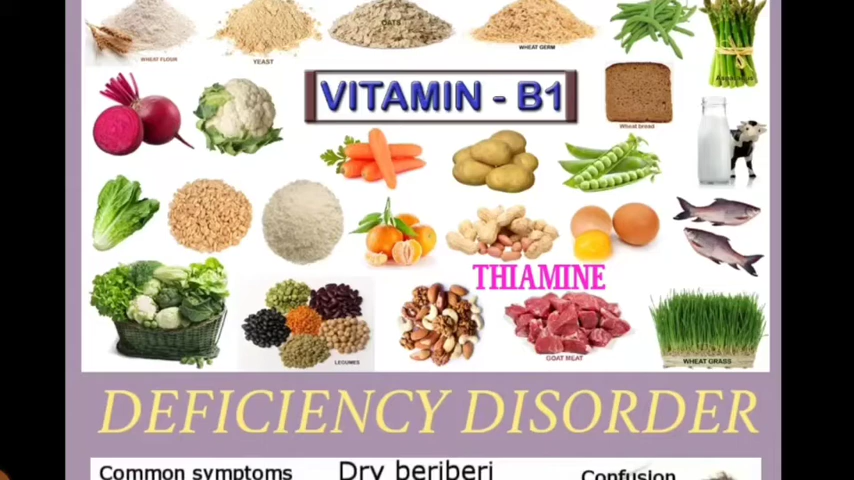 OATS
WHEAT FLOUR
YEAST
WHEAT GERM
Asparagus
VITAMIN - B1
Wheat bread
THIAMINE
LEGUMES
GOAT MEAT
WHEAT GRASS
DEFICIENCY DISORDER
Common symptoms
Dry beriberi
Confusion